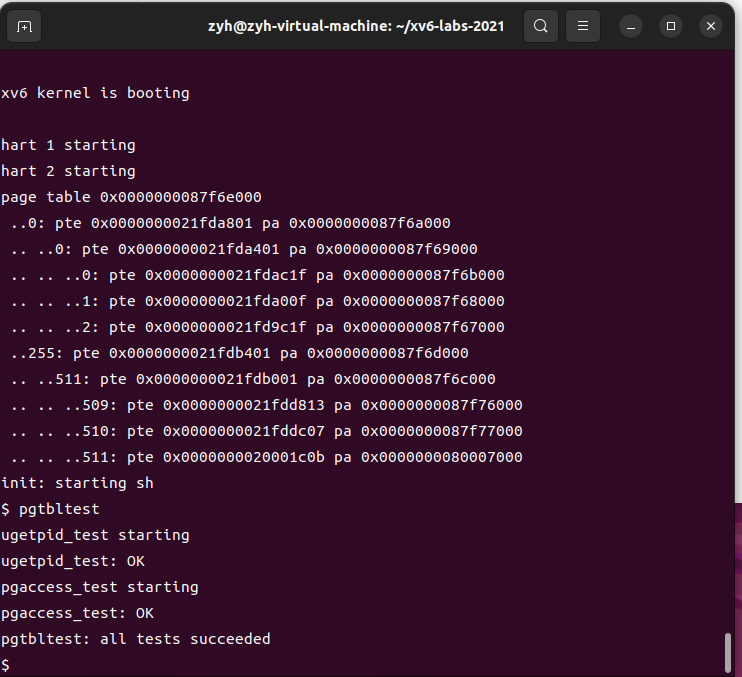 zyh@zyh-virtual-machine: ~/xv6-labs-2021
xv6 kernel is booting
hart 1 starting
hart 2 starting
page table 0x0000000087f6e000
..0: pte 0x0000000021fda801 pa 0x0000000087f6a000
.. ..0: pte 0x0000000021fda401 pa 0x0000000087f69000
.. .. ..0: pte 0x0000000021fdac1f pa 0x0000000087f6b000
.. .. ..1: pte 0x0000000021fda00f pa 0x0000000087f68000
.. .. ..2: pte 0x0000000021fd9c1f pa 0x0000000087f67000
..255: pte 0x0000000021fdb401 pa 0x0000000087f6d000
.. ..511: pte 0x0000000021fdb001 pa 0x0000000087f6c000
.. .. ..509: pte 0x0000000021fdd813 pa 0x0000000087f76000
.. .. ..510: pte 0x0000000021fddc07 pa 0x0000000087f77000
.. .. ..511: pte 0x0000000020001c0b pa 0x0000000080007000
init: starting sh
$ pgtbltest
ugetpid_test starting
ugetpid_test: OK
pgaccess_test starting
pgaccess_test: OK
pgtbltest: all tests succeeded
$